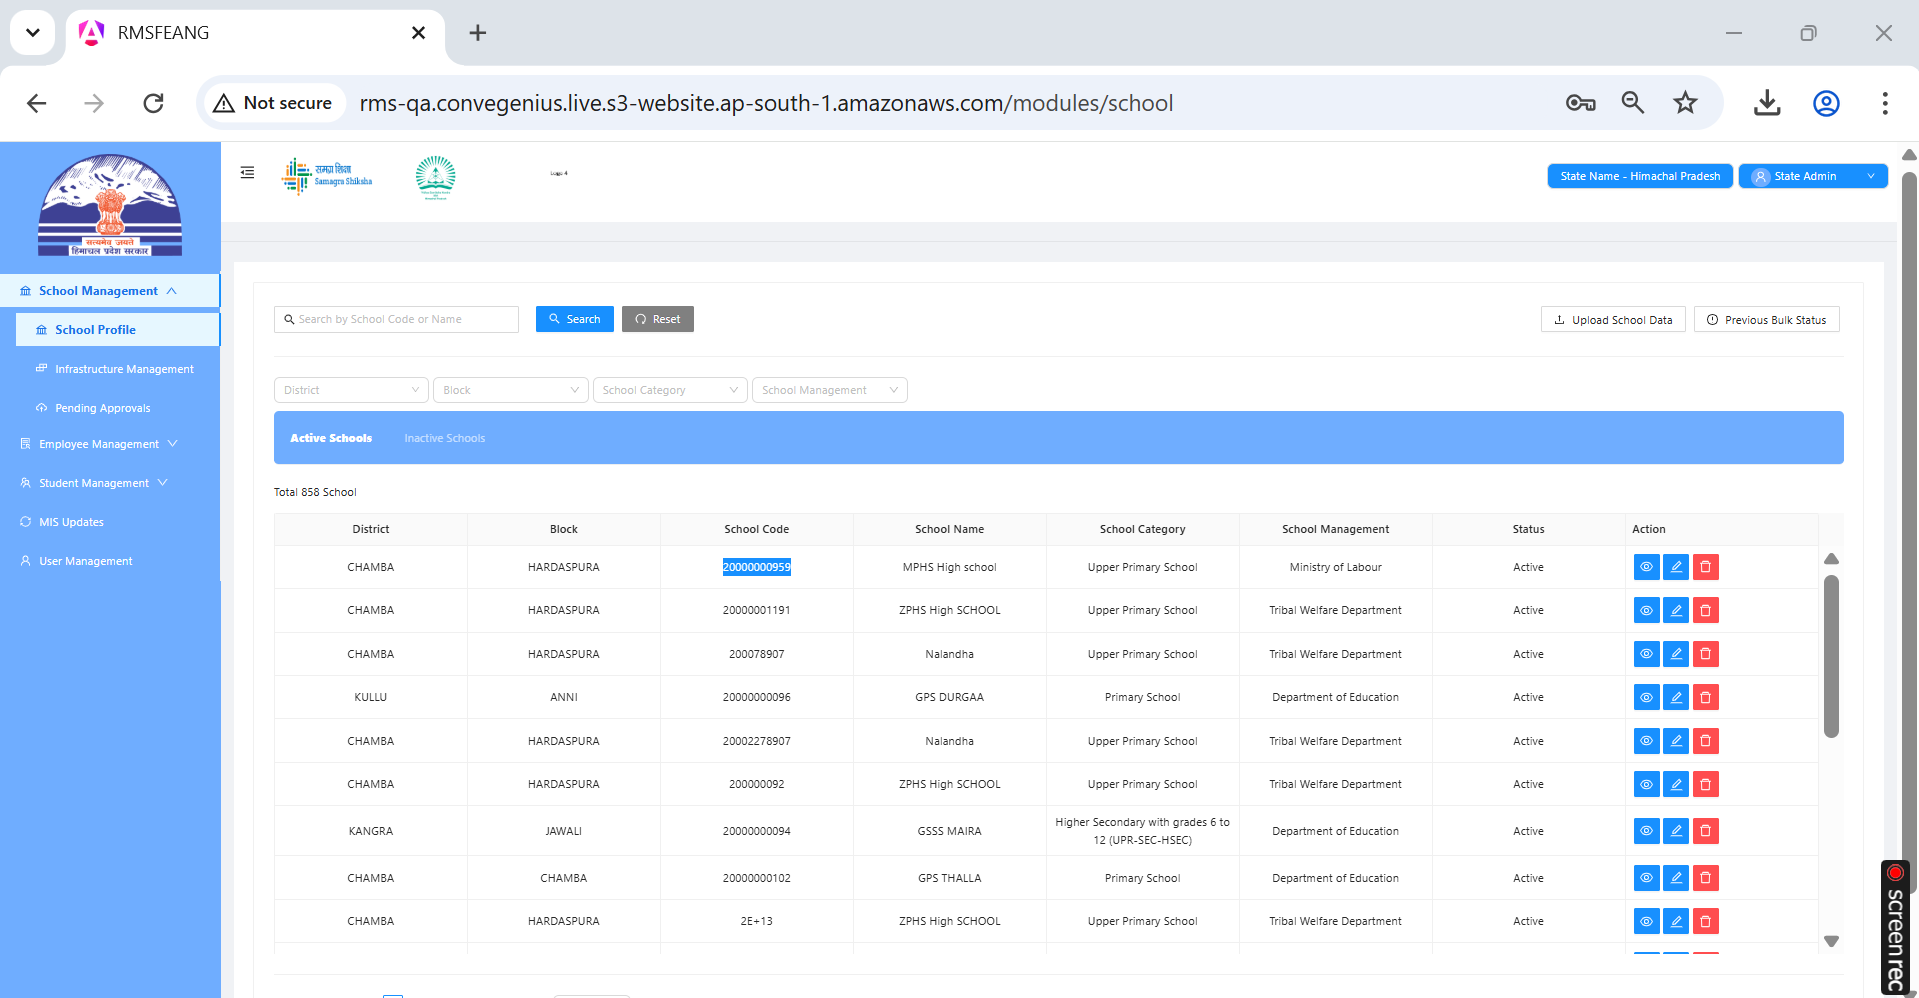 RMSFEANG
Not secure
rms-qa.convegenius.live.s3-website.ap-south-1.amazonaws.com/modules/school
सत्यमेव जयते
हिमाचल प्रदेश सरकार
समग्र शिक्षा
Samagra Shiksha
Logo 4
State Name - Himachal Pradesh
State Admin
School Management
School Profile
Infrastructure Management
Pending Approvals
Employee Management
Student Management
MIS Updates
User Management
Search by School Code or Name
Search
Reset
Upload School Data
Previous Bulk Status
District
Block
School Category
School Management
Active Schools
Inactive Schools
Total 858 School
District Block School Code School Name School Category School Management Status Action
CHAMBA HARDASPURA 20000000959 MPHS High school Upper Primary School Ministry of Labour Active
CHAMBA HARDASPURA 20000001191 ZPHS High SCHOOL Upper Primary School Tribal Welfare Department Active
CHAMBA HARDASPURA 200078907 Nalandha Upper Primary School Tribal Welfare Department Active
KULLU ANNI 20000000096 GPS DURGAA Primary School Department of Education Active
CHAMBA HARDASPURA 20002278907 Nalandha Upper Primary School Tribal Welfare Department Active
CHAMBA HARDASPURA 200000092 ZPHS High SCHOOL Upper Primary School Tribal Welfare Department Active
KANGRA JAWALI 20000000094 GSSS MAIRA Higher Secondary with grades 6 to
12 (UPR-SEC-HSEC) Department of Education Active
CHAMBA CHAMBA 20000000102 GPS THALLA Primary School Department of Education Active
CHAMBA HARDASPURA 2E+13 ZPHS High SCHOOL Upper Primary School Tribal Welfare Department Active
screenrec